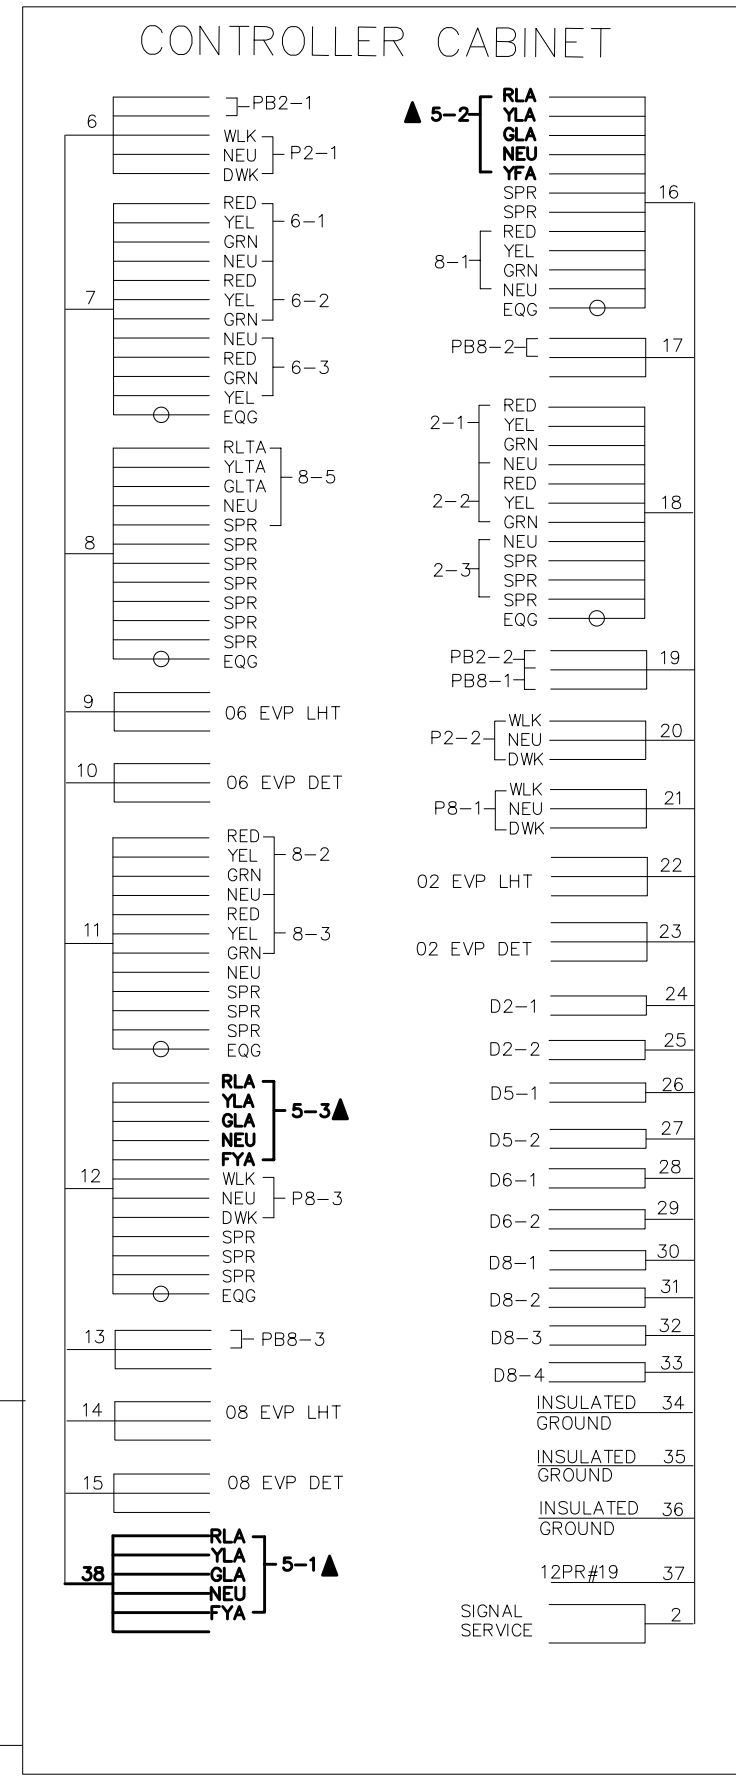 CONTROLLER CABINET
6
PB2-1
WLK
NEU
DWK
P2-1
7
RED
YEL
GRN
NEU
6-1
RED
YEL
GRN
6-2
NEU
RED
GRN
YEL
6-3
EQG
8
RLTA
YLTA
GLTA
NEU
SPR
8-5
SPR
SPR
SPR
SPR
SPR
SPR
EQG
9
06 EVP LHT
10
06 EVP DET
11
RED
YEL
GRN
NEU
8-2
RED
YEL
GRN
8-3
NEU
SPR
SPR
SPR
EQG
12
RLA
YLA
GLA
NEU
FYA
5-3▲
WLK
NEU
DWK
P8-3
SPR
SPR
SPR
EQG
13
PB8-3
14
08 EVP LHT
15
08 EVP DET
38
RLA
YLA
GLA
NEU
FYA
5-1▲
▲ 5-2
RLA
YLA
GLA
NEU
YFA
SPR
SPR
16
8-1
RED
YEL
GRN
NEU
EQG
PB8-2
17
2-1
RED
YEL
GRN
NEU
2-2
RED
YEL
GRN
18
2-3
NEU
SPR
SPR
SPR
EQG
PB2-2
PB8-1
19
P2-2
WLK
NEU
DWK
20
P8-1
WLK
NEU
DWK
21
02 EVP LHT
22
02 EVP DET
23
D2-1
24
D2-2
25
D5-1
26
D5-2
27
D6-1
28
D6-2
29
D8-1
30
D8-2
31
D8-3
32
D8-4
33
INSULATED 34
GROUND
INSULATED 35
GROUND
INSULATED 36
GROUND
12PR#19 37
SIGNAL
SERVICE
2